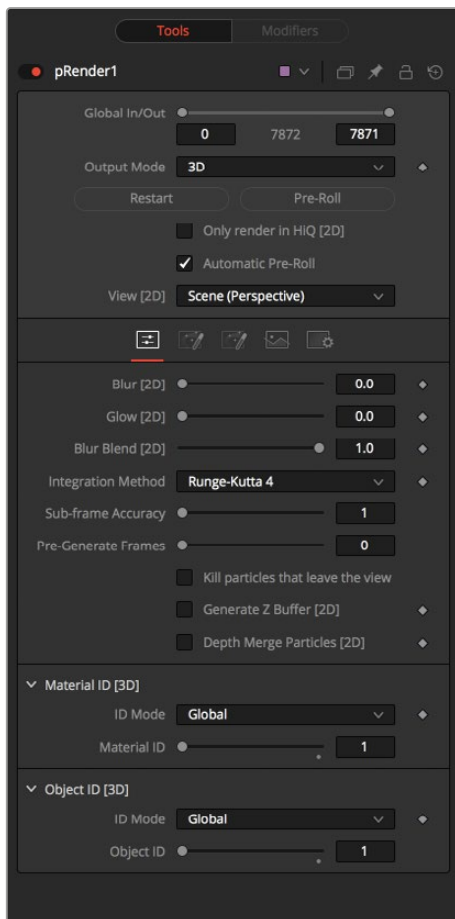 Tools Modifiers
pRender1
Global In/Out
0 7872 7871
Output Mode 3D
Restart Pre-Roll
Only render in HiQ [2D]
Automatic Pre-Roll
View [2D] Scene (Perspective)
Blur [2D] 0.0
Glow [2D] 0.0
Blur Blend [2D] 1.0
Integration Method Runge-Kutta 4
Sub-frame Accuracy 1
Pre-Generate Frames 0
Kill particles that leave the view
Generate Z Buffer [2D]
Depth Merge Particles [2D]
Material ID [3D]
ID Mode Global
Material ID 1
Object ID [3D]
ID Mode Global
Object ID 1